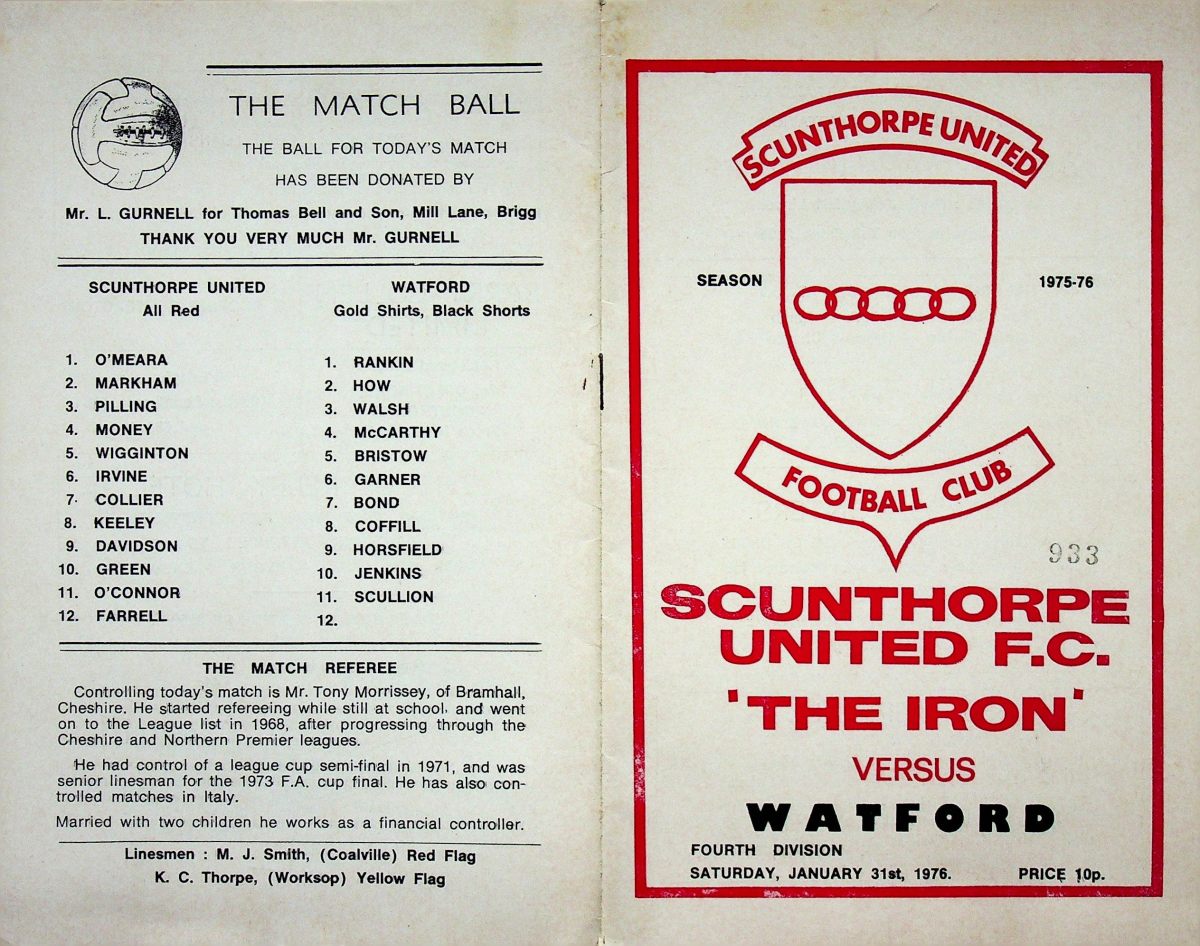 THE MATCH BALL
THE BALL FOR TODAY'S MATCH
HAS BEEN DONATED BY
Mr. L. GURNELL for Thomas Bell and Son, Mill Lane, Brigg
THANK YOU VERY MUCH Mr. GURNELL
SCUNTHORPE UNITED
All Red
1. O'MEARA
2. MARKHAM
3. PILLING
4. MONEY
5. WIGGINTON
6. IRVINE
7. COLLIER
8. KEELEY
9. DAVIDSON
10. GREEN
11. O'CONNOR
12. FARRELL
WATFORD
Gold Shirts, Black Shorts
1. RANKIN
2. HOW
3. WALSH
4. McCARTHY
5. BRISTOW
6. GARNER
7. BOND
8. COFFILL
9. HORSFIELD
10. JENKINS
11. SCULLION
12.
THE MATCH REFEREE
Controlling today's match is Mr. Tony Morrissey, of Bramhall,
Cheshire. He started refereeing while still at school, and went
on to the League list in 1968, after progressing through the
Cheshire and Northern Premier leagues.
He had control of a league cup semi-final in 1971, and was
senior linesman for the 1973 F.A. cup final. He has also con-
trolled matches in Italy.
Married with two children he works as a financial controller.
Linesmen : M. J. Smith, (Coalville) Red Flag
K. C. Thorpe, (Worksop) Yellow Flag
SCUNTHORPE UNITED
SEASON 1975-76
FOOTBALL CLUB
933
SCUNTHORPE
UNITED F.C.
'THE IRON'
VERSUS
WATFORD
FOURTH DIVISION
SATURDAY, JANUARY 31st, 1976. PRICE 10p.